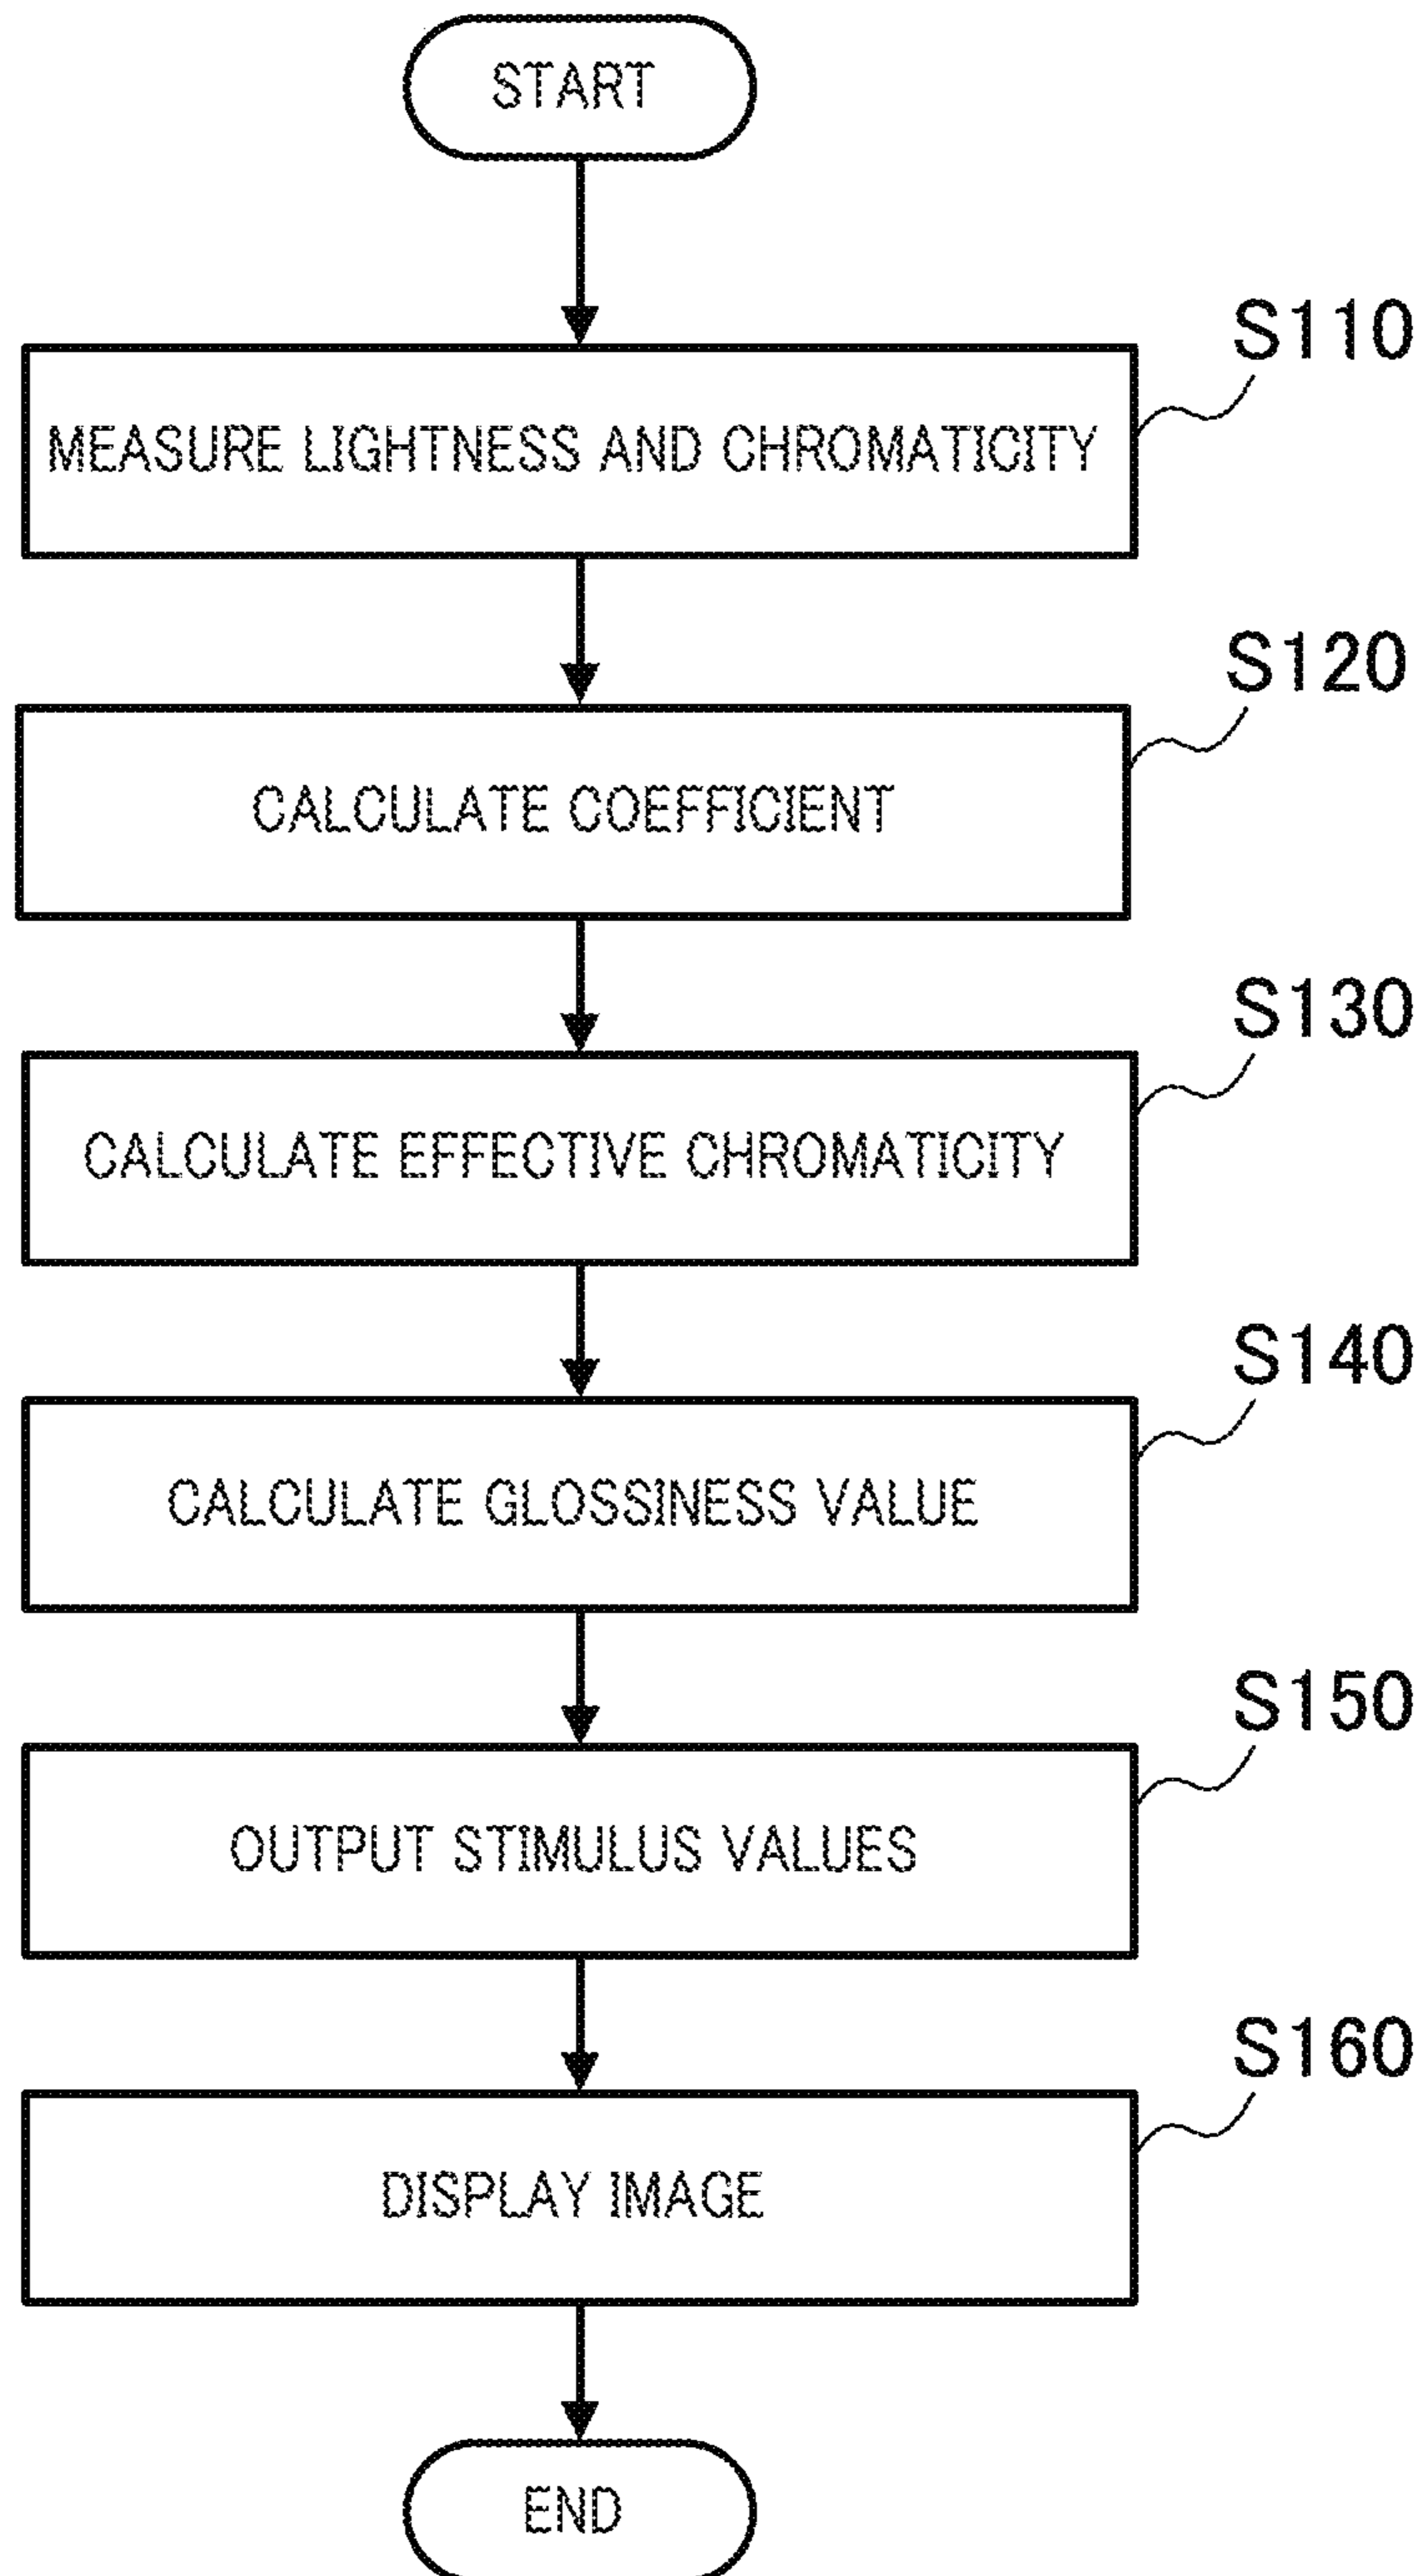 START
S110
MEASURE LIGHTNESS AND CHROMATICITY
S120
CALCULATE COEFFICIENT
S130
CALCULATE EFFECTIVE CHROMATICITY
S140
CALCULATE GLOSSINESS VALUE
S150
OUTPUT STIMULUS VALUES
S160
DISPLAY IMAGE
END